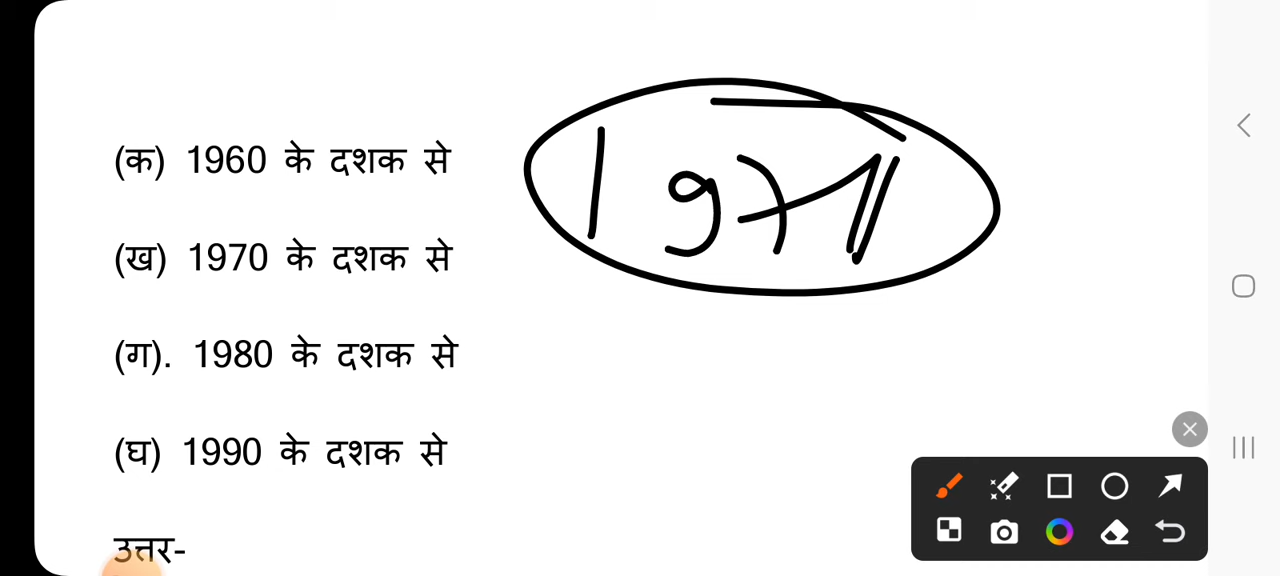 (क) 1960 के दशक से
(ख) 1970 के दशक से
(ग). 1980 के दशक से
(घ) 1990 के दशक से
उत्तर-